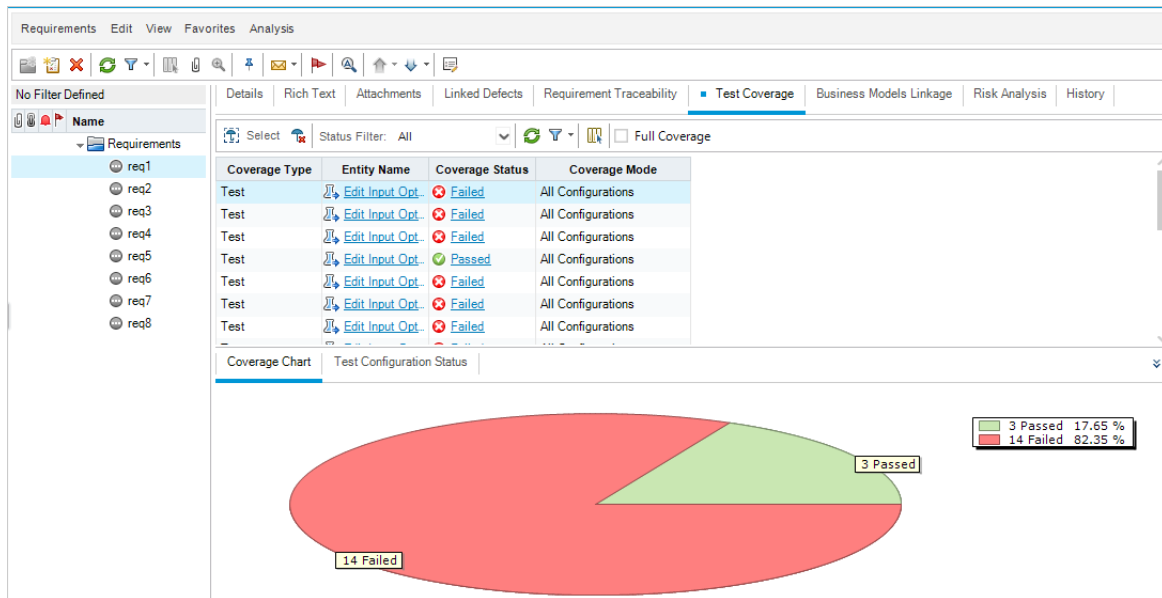 Requirements Edit View Favorites Analysis
No Filter Defined
Name
Requirements
req1
req2
req3
req4
req5
req6
req7
req8
Details Rich Text Attachments Linked Defects Requirement Traceability Test Coverage Business Models Linkage Risk Analysis History
Select Status Filter: All Full Coverage
Coverage Type Entity Name Coverage Status Coverage Mode
Test Edit Input Opt... Failed All Configurations
Test Edit Input Opt... Failed All Configurations
Test Edit Input Opt... Failed All Configurations
Test Edit Input Opt... Passed All Configurations
Test Edit Input Opt... Failed All Configurations
Test Edit Input Opt... Failed All Configurations
Test Edit Input Opt... Failed All Configurations
Coverage Chart Test Configuration Status
3 Passed 17.65 %
14 Failed 82.35 %
3 Passed
14 Failed